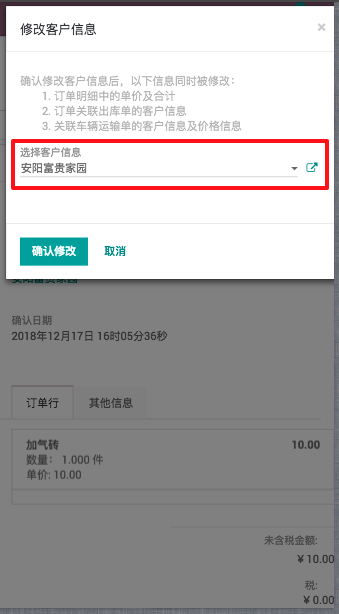 修改客户信息
×
确认修改客户信息后，以下信息同时被修改：
1. 订单明细中的单价及合计
2. 订单关联出库单的客户信息
3. 关联车辆运输单的客户信息及价格信息
选择客户信息
安阳富贵家园
确认修改 取消
安阳富贵家园
确认日期
2018年12月17日 16时05分36秒
订单行 其他信息
加气砖 10.00
数量： 1.000 件
单价: 10.00
未含税金额:
¥ 10.00
税:
¥ 0.00